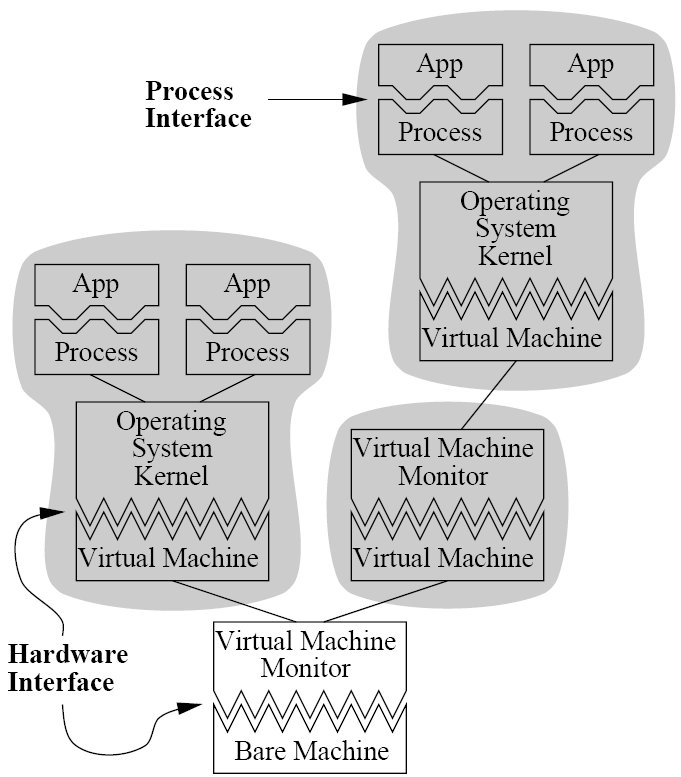 App
App
Process
Interface
Process
Process
Operating
System
Kernel
Virtual Machine
App
App
Process
Process
Operating
System
Kernel
Virtual Machine
Virtual Machine
Monitor
Virtual Machine
Hardware
Interface
Virtual Machine
Monitor
Bare Machine